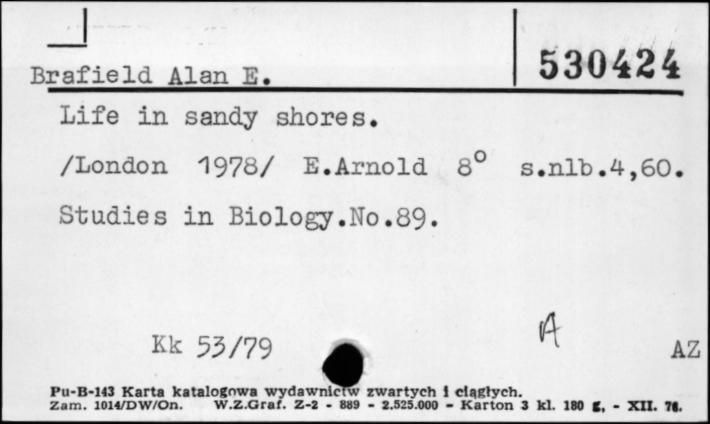 530424
Brafield Alan E.
Life in sandy shores.
/London 1978/ E.Arnold 8° s.nlb.4,60.
Studies in Biology.No.89.
A
Kk 53/79
AZ
Pu-B-143 Karta katalogowa wydawnictw zwartych i ciągłych.
Zam. 1014/DW/On. W.Z.Graf. Z-2 - 889 - 2.525.000 - Karton 3 kl. 180 g, - XII. 76.